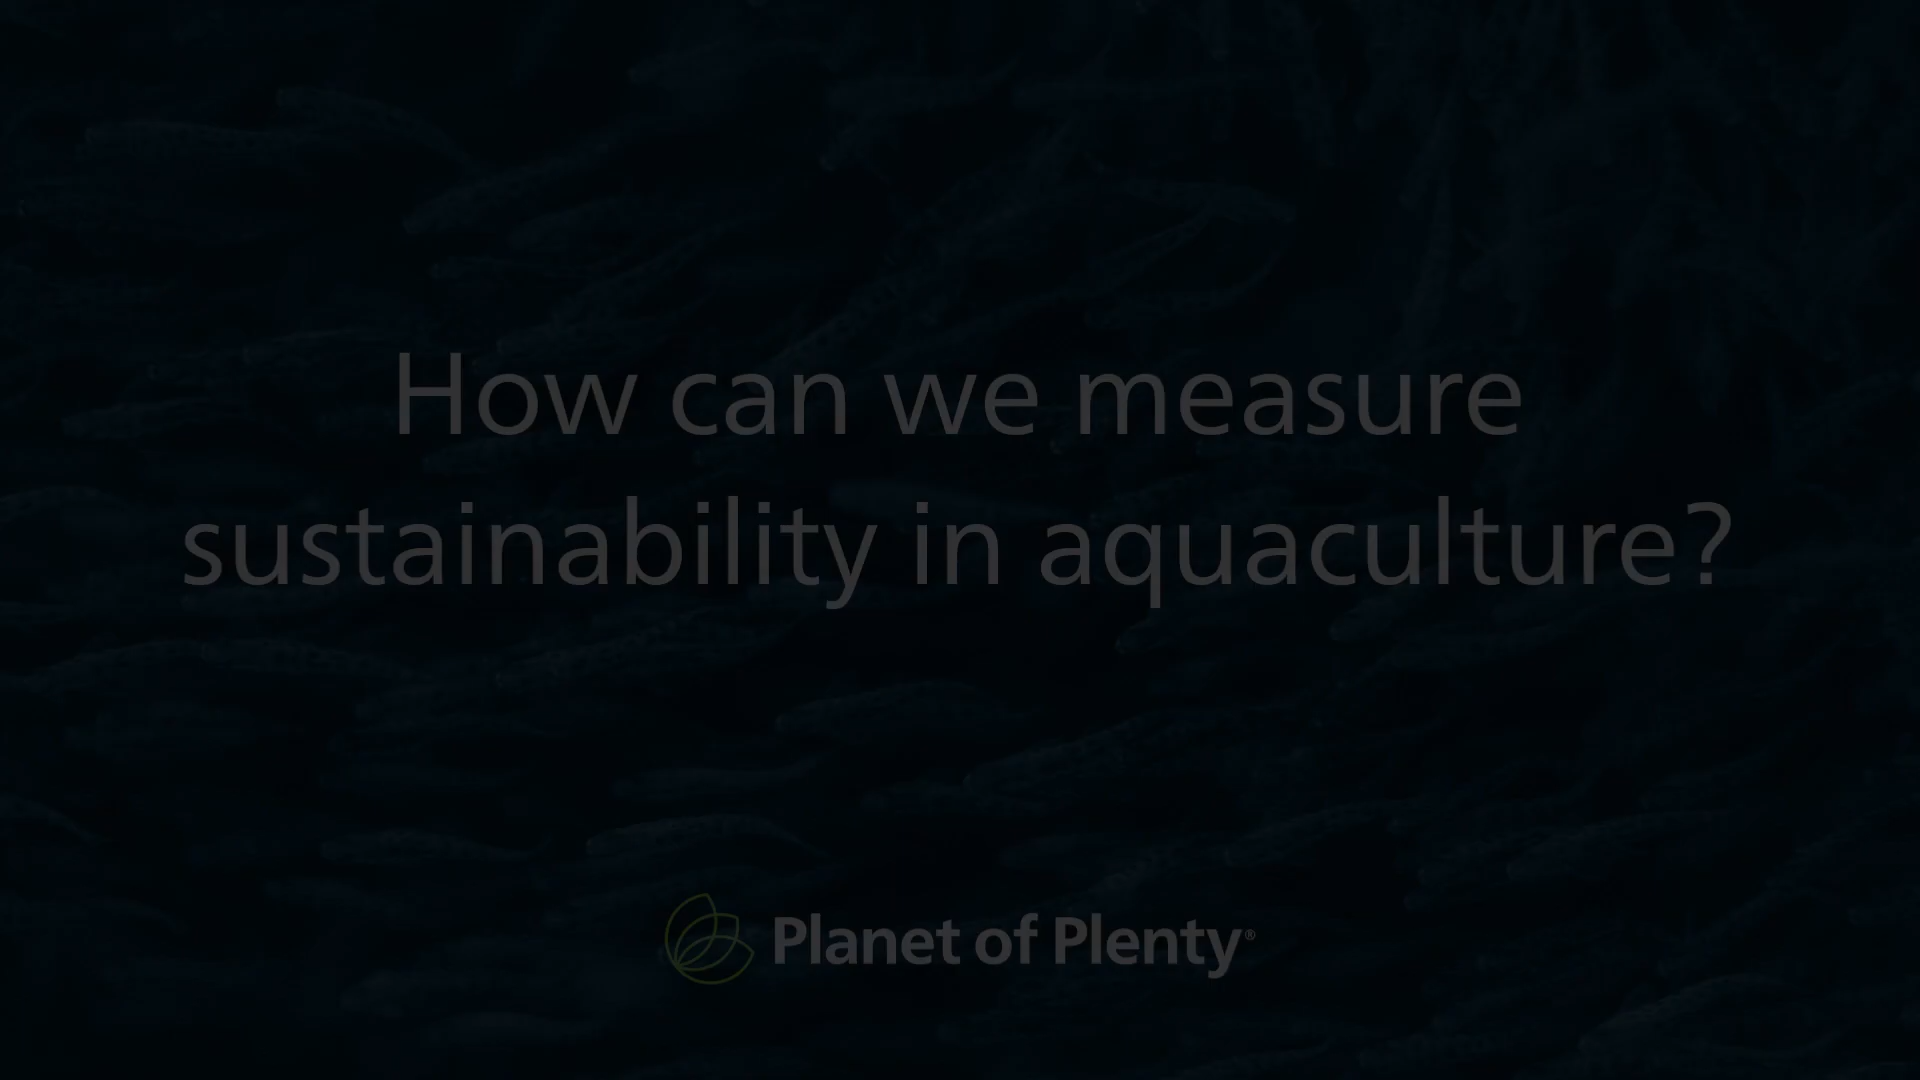 How can we measure
sustainability in aquaculture?
Planet of Plenty®